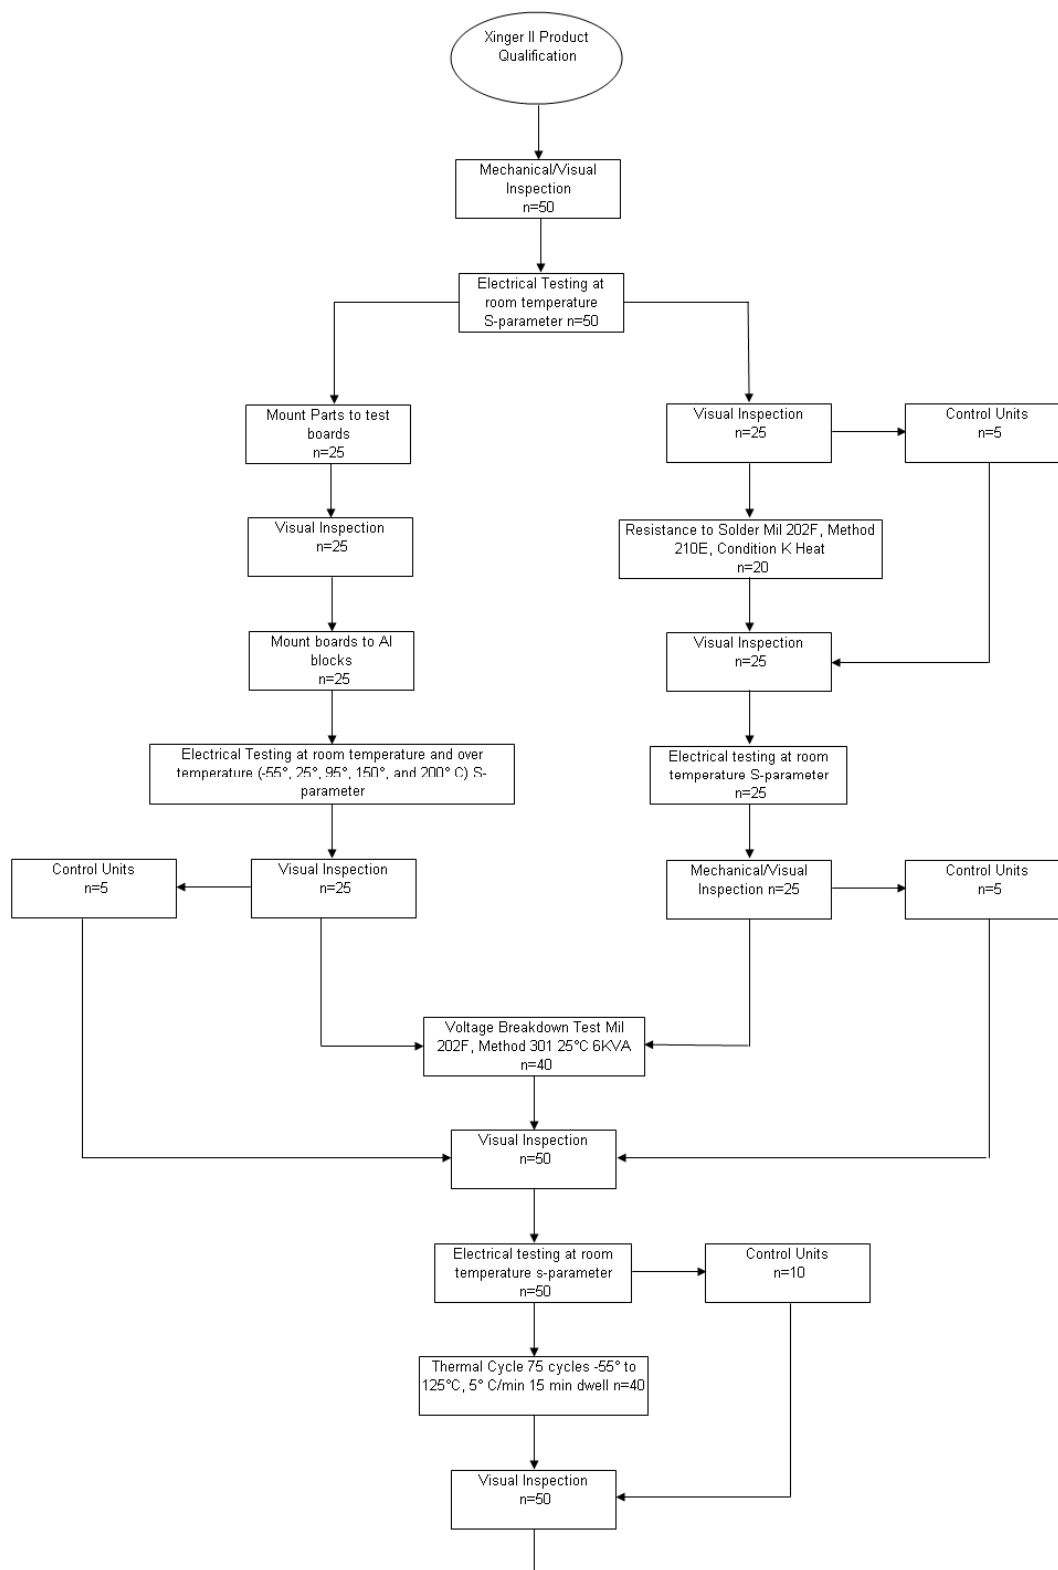 Xinger II Product
Qualification
Mechanical/Visual
Inspection
n=50
Electrical Testing at
room temperature
S-parameter n=50
Mount Parts to test
boards
n=25
Visual Inspection
n=25
Control Units
n=5
Visual Inspection
n=25
Resistance to Solder Mil 202F, Method
210E, Condition K Heat
n=20
Mount boards to Al
blocks
n=25
Visual Inspection
n=25
Electrical Testing at room temperature and over
temperature (-55°, 25°, 95°, 150°, and 200° C) S-
parameter
Electrical testing at room
temperature S-parameter
n=25
Control Units
n=5
Visual Inspection
n=25
Mechanical/Visual
Inspection n=25
Control Units
n=5
Voltage Breakdown Test Mil
202F, Method 301 25°C 6KVA
n=40
Visual Inspection
n=50
Electrical testing at room
temperature s-parameter
n=50
Control Units
n=10
Thermal Cycle 75 cycles -55° to
125°C, 5° C/min 15 min dwell n=40
Visual Inspection
n=50